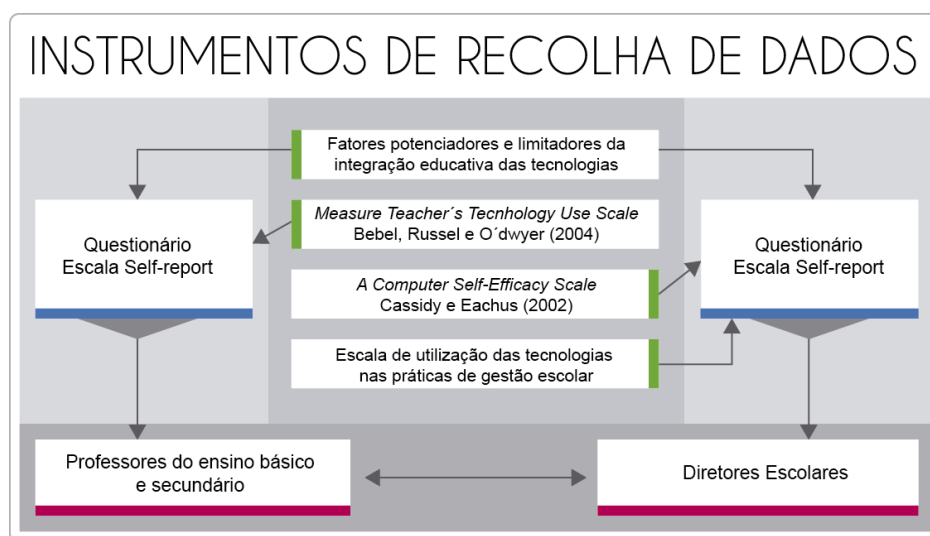 INSTRUMENTOS DE RECOLHA DE DADOS
Fatores potenciadores e limitadores da
integração educativa das tecnologias
Measure Teacher´s Tecnhology Use Scale
Bebel, Russel e O´dwyer (2004)
Questionário
Escala Self-report
Questionário
Escala Self-report
A Computer Self-Efficacy Scale
Cassidy e Eachus (2002)
Escala de utilização das tecnologias
nas práticas de gestão escolar
Professores do ensino básico
e secundário
Diretores Escolares